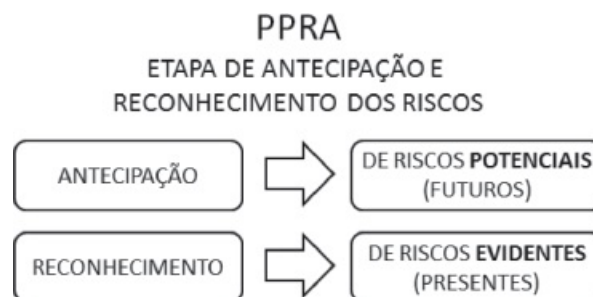 PPRA
ETAPA DE ANTECIPAÇÃO E
RECONHECIMENTO DOS RISCOS
ANTECIPAÇÃO
DE RISCOS POTENCIAIS
(FUTUROS)
RECONHECIMENTO
DE RISCOS EVIDENTES
(PRESENTES)